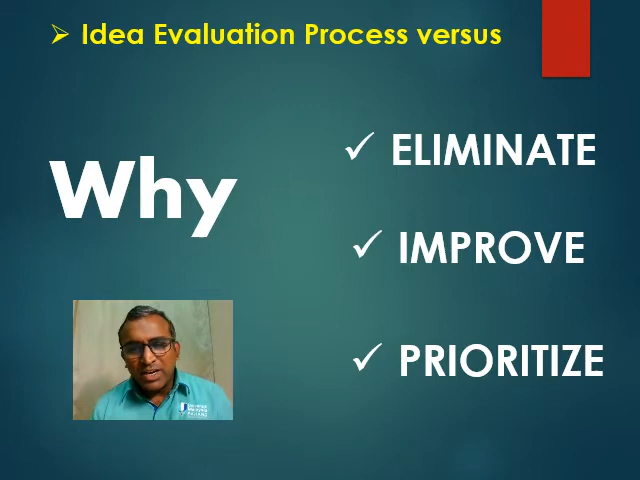 Idea Evaluation Process versus
Why
ELIMINATE
IMPROVE
PRIORITIZE